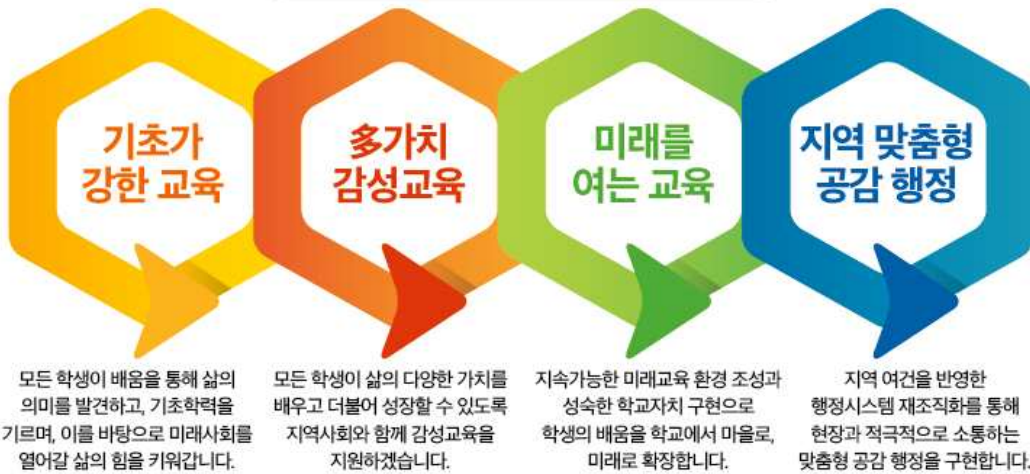 기초가
강한 교육
多가치
감성교육
미래를
여는 교육
지역 맞춤형
공감 행정
모든 학생이 배움을 통해 삶의
의미를 발견하고, 기초학력을
기르며, 이를 바탕으로 미래사회를
열어갈 삶의 힘을 키워갑니다.
모든 학생이 삶의 다양한 가치를
배우고 더불어 성장할 수 있도록
지역사회와 함께 감성교육을
지원하겠습니다.
지속가능한 미래교육 환경 조성과
성숙한 학교자치 구현으로
학생의 배움을 학교에서 마을로,
미래로 확장합니다.
지역 여건을 반영한
행정시스템 재조직화를 통해
현장과 적극적으로 소통하는
맞춤형 공감 행정을 구현합니다.